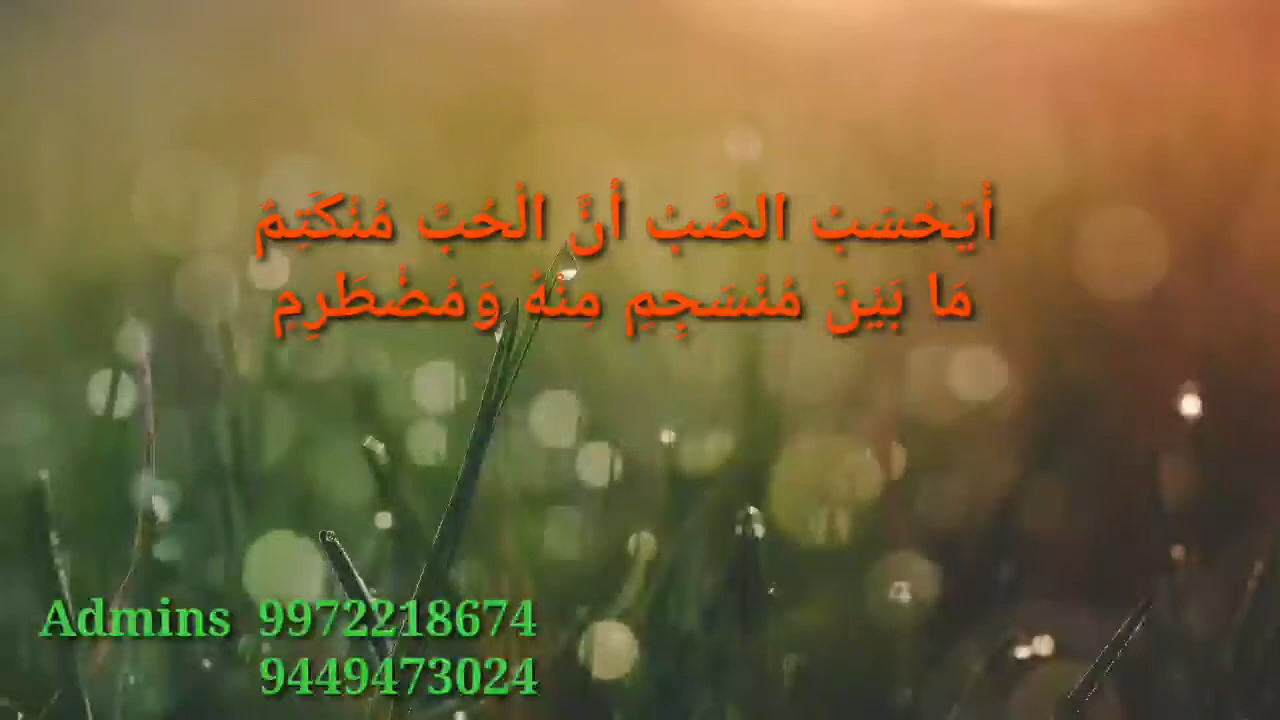 أَيَحْسَبُ الصَّبُّ أَنَّ الْحُبَّ مُنْكَتِمٌ
مَا بَيْنَ مُنْسَجِمٍ مِنْهُ وَمُضْطَرِمِ
Admins 9972218674
9449473024